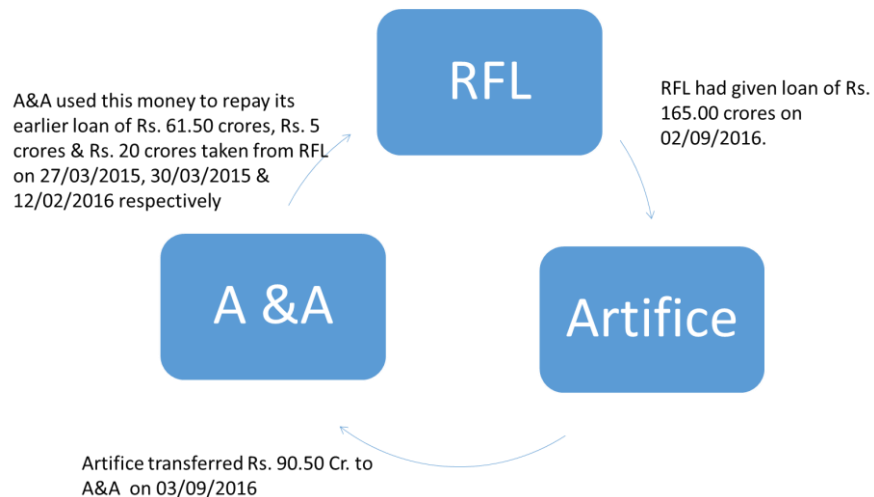 RFL
RFL had given loan of Rs.
165.00 crores on
02/09/2016.
A&A used this money to repay its
earlier loan of Rs. 61.50 crores, Rs. 5
crores & Rs. 20 crores taken from RFL
on 27/03/2015, 30/03/2015 &
12/02/2016 respectively
A &A
Artifice
Artifice transferred Rs. 90.50 Cr. to
A&A on 03/09/2016